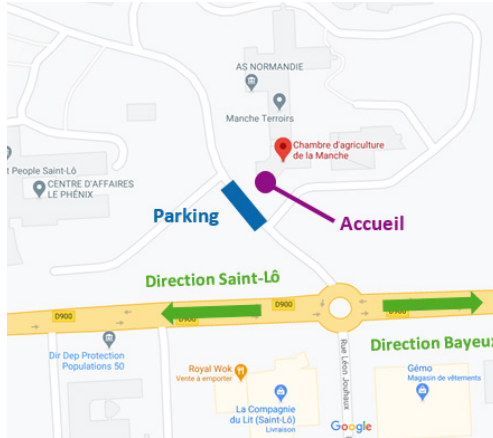 AS NORMANDIE
Manche Terroirs
Chambre d'agriculture
de la Manche
t People Saint-Lô
CENTRE D'AFFAIRES
LE PHÉNIX
Parking
Accueil
Direction Saint-Lô
D900
D900
D900
D900
Direction Bayeux
Dir Dep Protection
Populations 50
Rue Léon Jouhaux
Royal Wok
Vente à emporter
Gémo
Magasin de vêtements
La Compagnie
du Lit (Saint-Lô)
Livraison
Google